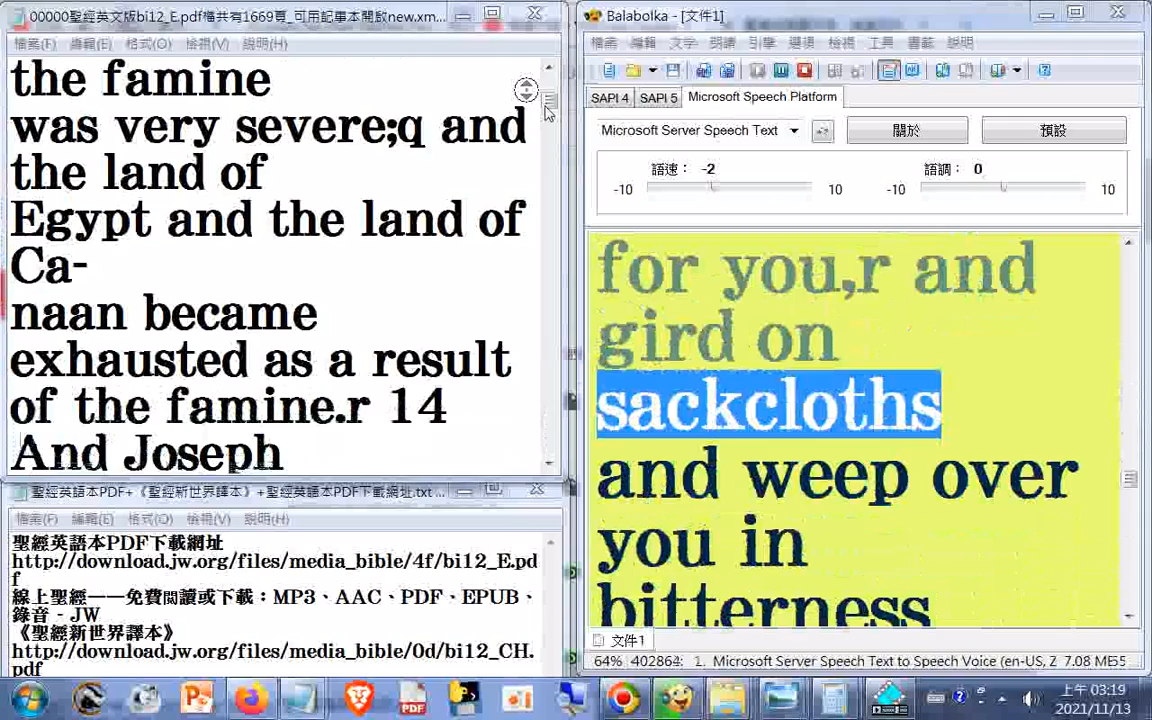 00000聖經英文版bi12_E.pdf檔共有1669頁_可用記事本開啟new.xm...
檔案(F) 編輯(E) 格式(O) 檢視(V) 說明(H)
the famine
was very severe;q and
the land of
Egypt and the land of
Ca-
naan became
exhausted as a result
of the famine.r 14
And Joseph
聖經英語本PDF+《聖經新世界譯本》+聖經英語本PDF下載網址.txt ...
檔案(F) 編輯(E) 格式(O) 檢視(V) 說明(H)
聖經英語本PDF下載網址
http://download.jw.org/files/media_bible/4f/bi12_E.pd
f
線上聖經——免費閱讀或下載：MP3、AAC、PDF、EPUB、
錄音 - JW
《聖經新世界譯本》
http://download.jw.org/files/media_bible/0d/bi12_CH.
pdf
Balabolka - [文件1]
檔案 編輯 文字 朗讀 引擎 選項 檢視 工具 書籤 說明
SAPI 4 SAPI 5 Microsoft Speech Platform
Microsoft Server Speech Text 關於 預設
語速： -2 語調： 0
-10 10 -10 10
for you,r and
gird on
sackcloths
and weep over
you in
bitterness
文件1
64% 402864: 1. Microsoft Server Speech Text to Speech Voice (en-US, Z 7.08 ME55
PDF
上午 03:19
2021/11/13